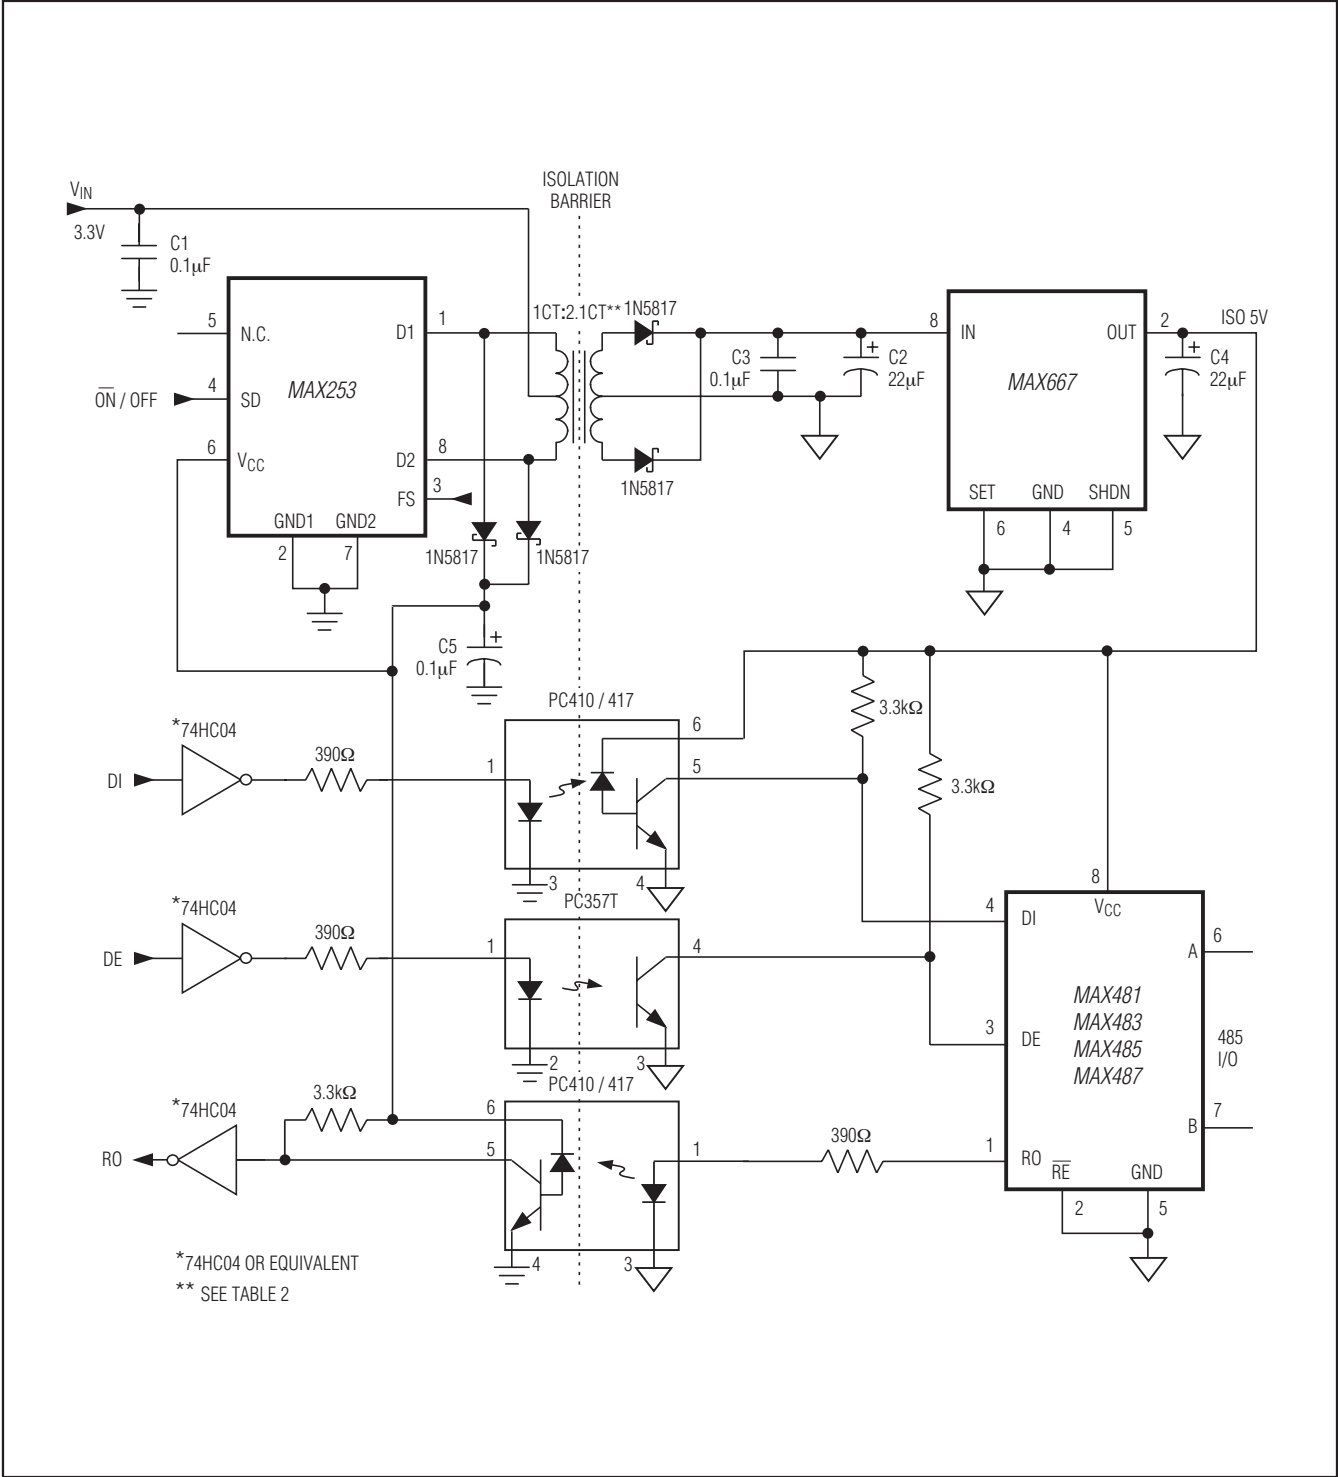 ISOLATION
BARRIER
VIN
3.3V
C1
0.1µF
5
N.C.
ON / OFF
4
SD
6
VCC
MAX253
D1
1
D2
8
FS
3
GND1
GND2
2
7
1CT:2.1CT**
1N5817
1N5817
1N5817
1N5817
C3
0.1µF
+
C2
22µF
8
IN
OUT
2
MAX667
SET
GND
SHDN
6
4
5
ISO 5V
+
C4
22µF
C5
0.1µF
+
PC410 / 417
*74HC04
DI
390Ω
1
6
5
3
4
3.3kΩ
3.3kΩ
PC357T
*74HC04
DE
390Ω
1
4
2
3
PC410 / 417
*74HC04
RO
3.3kΩ
6
5
4
1
3
390Ω
8
VCC
4
DI
3
DE
1
RO
RE
GND
2
5
MAX481
MAX483
MAX485
MAX487
A
6
B
7
485
I/O
*74HC04 OR EQUIVALENT
** SEE TABLE 2